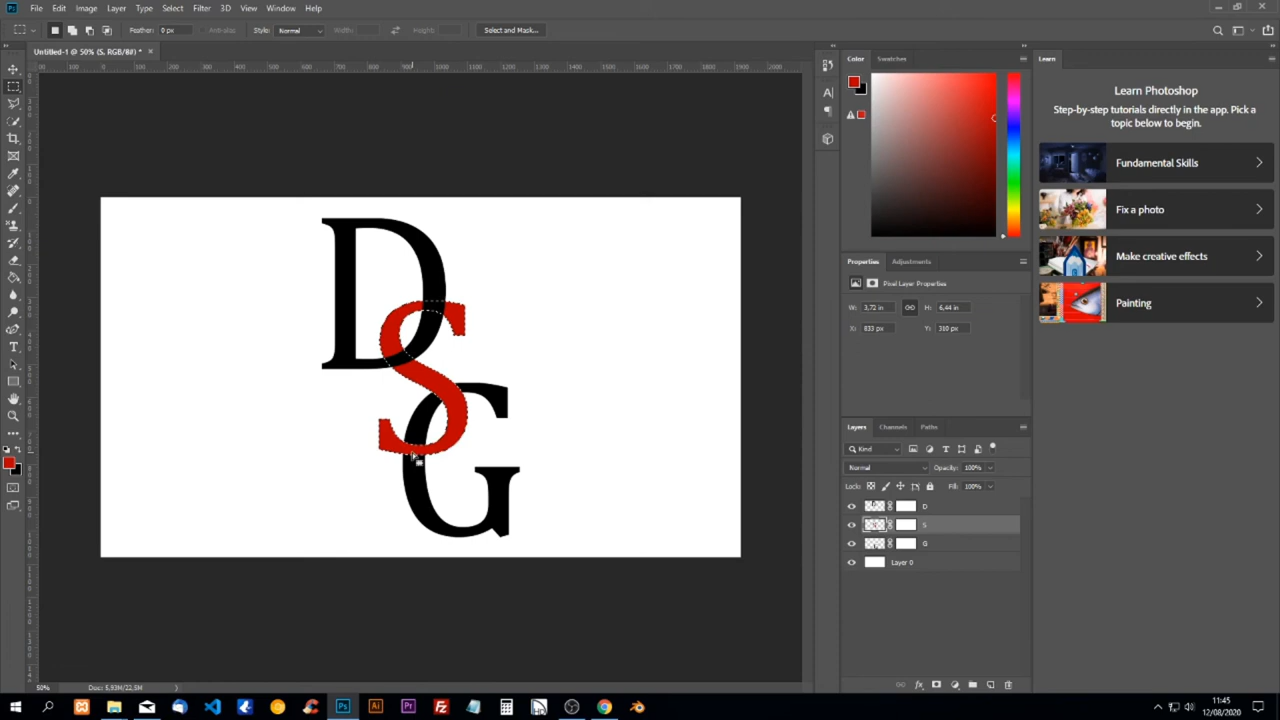 File Edit Image Layer Type Select Filter 3D View Window Help
Feather: 0 px Anti-alias Style: Normal Width: Height: Select and Mask...
Untitled-1 @ 50% (S, RGB/8#) *
Color Swatches
Learn
Learn Photoshop
Step-by-step tutorials directly in the app. Pick a
topic below to begin.
Fundamental Skills
Fix a photo
Make creative effects
Painting
D
S
G
Properties Adjustments
Pixel Layer Properties
W: 3,72 in H: 6,44 in
X: 833 px Y: 310 px
Layers Channels Paths
Kind
Normal Opacity: 100%
Lock: Fill: 100%
D
S
G
Layer 0
50% Doc: 5,93M/22,5M
11:45
12/08/2020